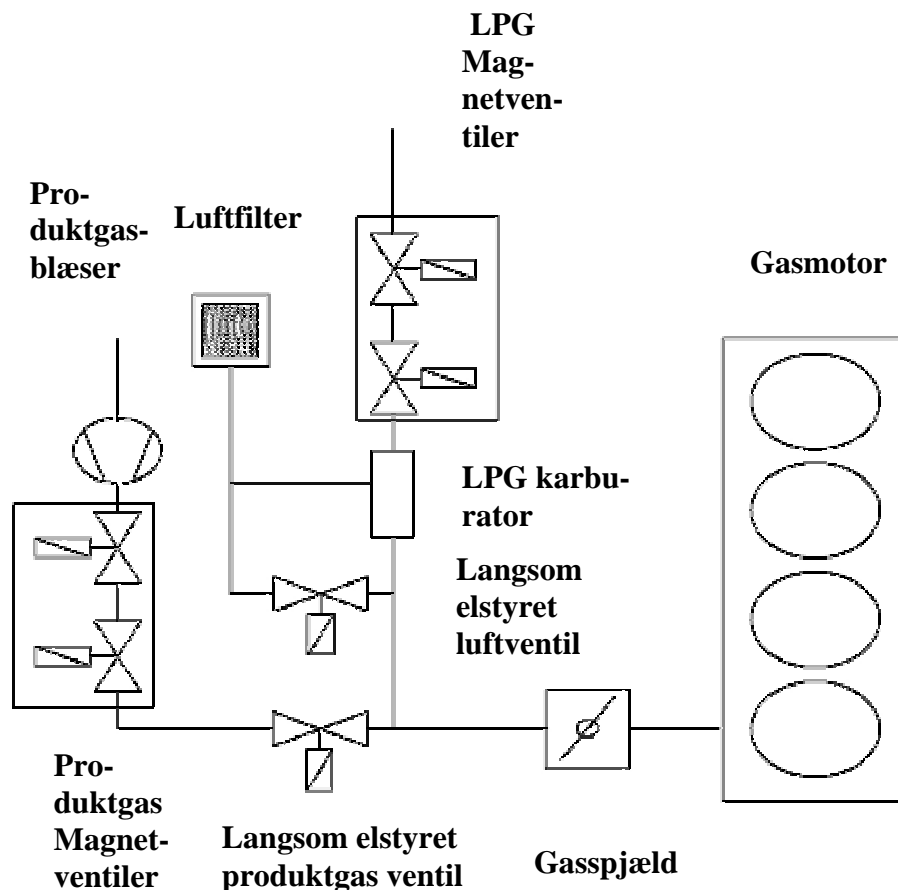 LPG
Mag-
netven-
tiler
Pro-
duktgas-
blæser
Luftfilter
Gasmotor
LPG karbu-
rator
Langsom
elstyret
luftventil
Pro-
duktgas
Magnet-
ventiler
Langsom elstyret
produktgas ventil
Gasspjæld